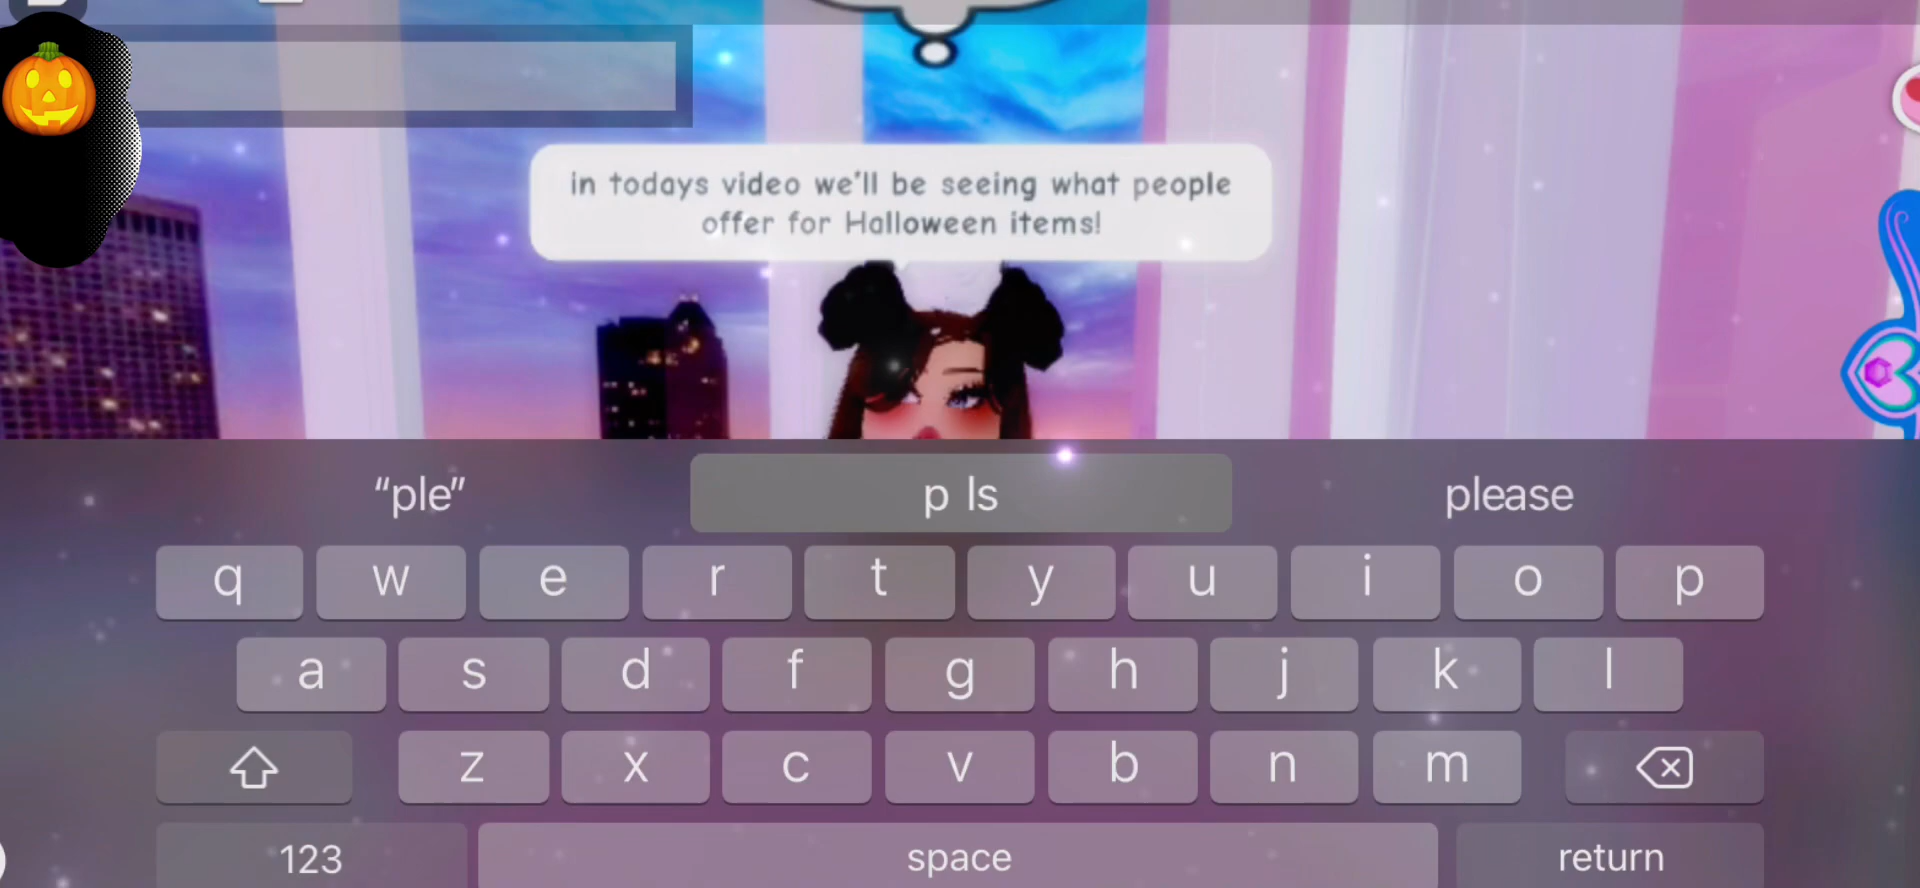 in todays video we'll be seeing what people
offer for Halloween items!
“ple” p ls please
q w e r t y u i o p
a s d f g h j k l
z x c v b n m
123 space return